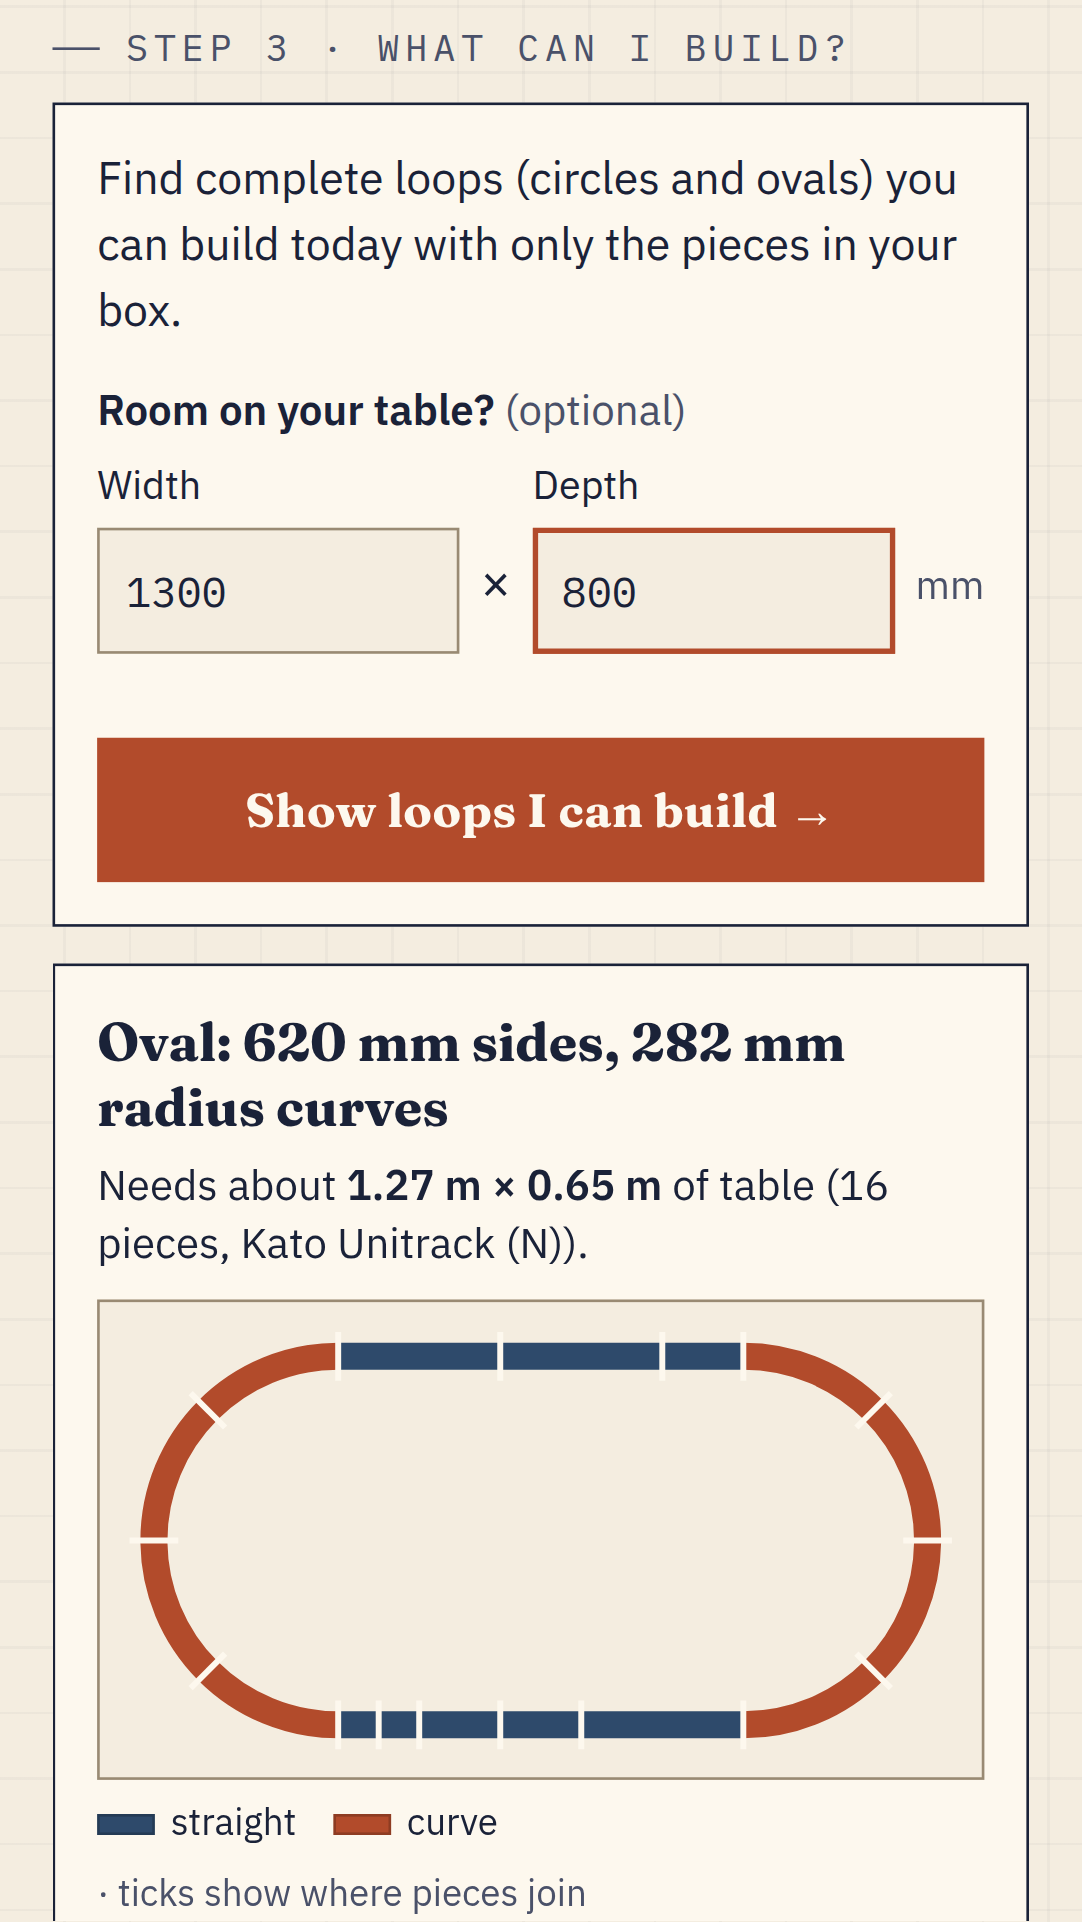 STEP 3 · WHAT CAN I BUILD?
Find complete loops (circles and ovals) you
can build today with only the pieces in your
box.
Room on your table? (optional)
Width Depth
1300 × 800 mm
Show loops I can build →
Oval: 620 mm sides, 282 mm
radius curves
Needs about 1.27 m × 0.65 m of table (16
pieces, Kato Unitrack (N)).
straight curve
· ticks show where pieces join